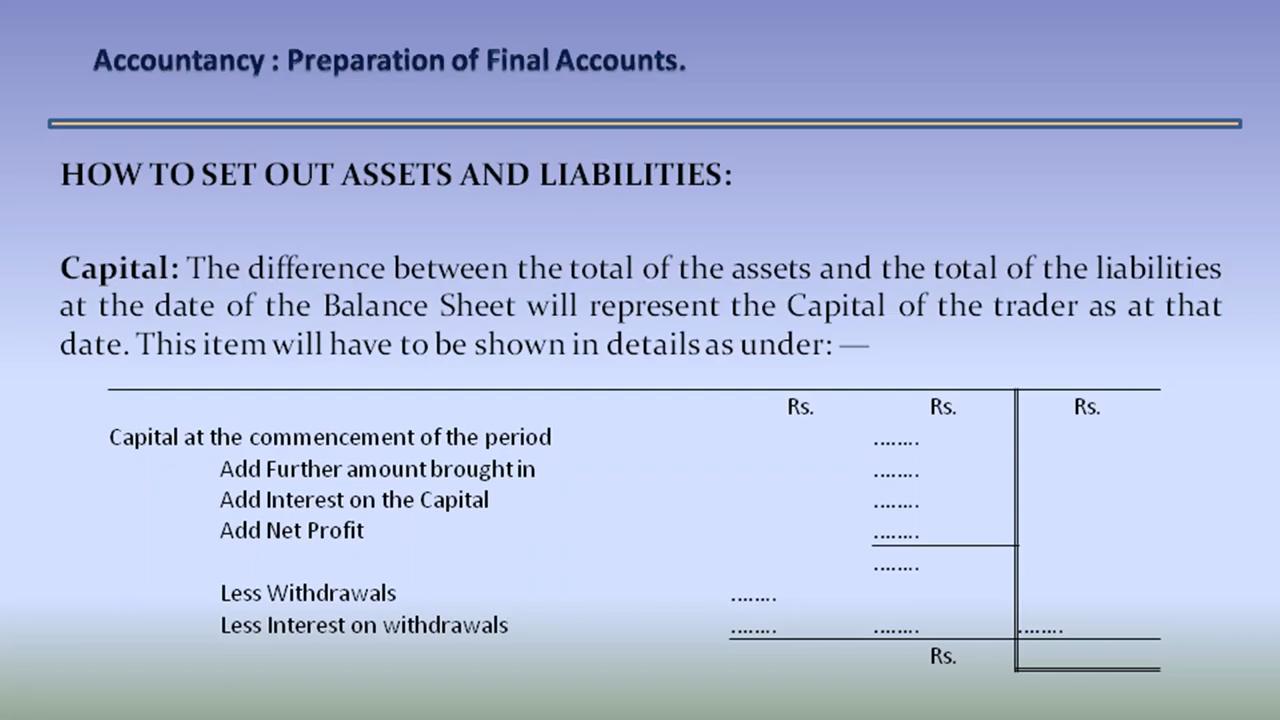 Accountancy : Preparation of Final Accounts.
HOW TO SET OUT ASSETS AND LIABILITIES:
Capital: The difference between the total of the assets and the total of the liabilities
at the date of the Balance Sheet will represent the Capital of the trader as at that
date. This item will have to be shown in details as under: —
Rs. Rs. Rs.
Capital at the commencement of the period ........
Add Further amount brought in ........
Add Interest on the Capital ........
Add Net Profit ........
........
Less Withdrawals ........
Less Interest on withdrawals ........ ........ ........
Rs.